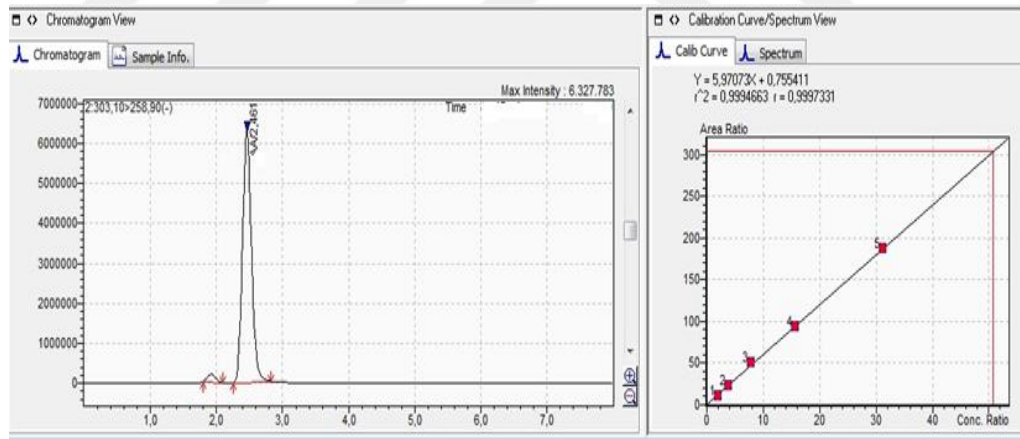 Chromatogram View
Chromatogram
Sample Info.
Max Intensity : 6.327.783
2:303,10>258,90(-)
Time
7000000
6000000
5000000
4000000
3000000
2000000
1000000
0
1,0 2,0 3,0 4,0 5,0 6,0 7,0
Calibration Curve/Spectrum View
Calib Curve
Spectrum
Y = 5,97073X + 0,755411
r^2 = 0,9994663 r = 0,9997331
Area Ratio
300
250
200
150
100
50
0
1
2
3
4
5
0 10 20 30 40 Conc. Ratio